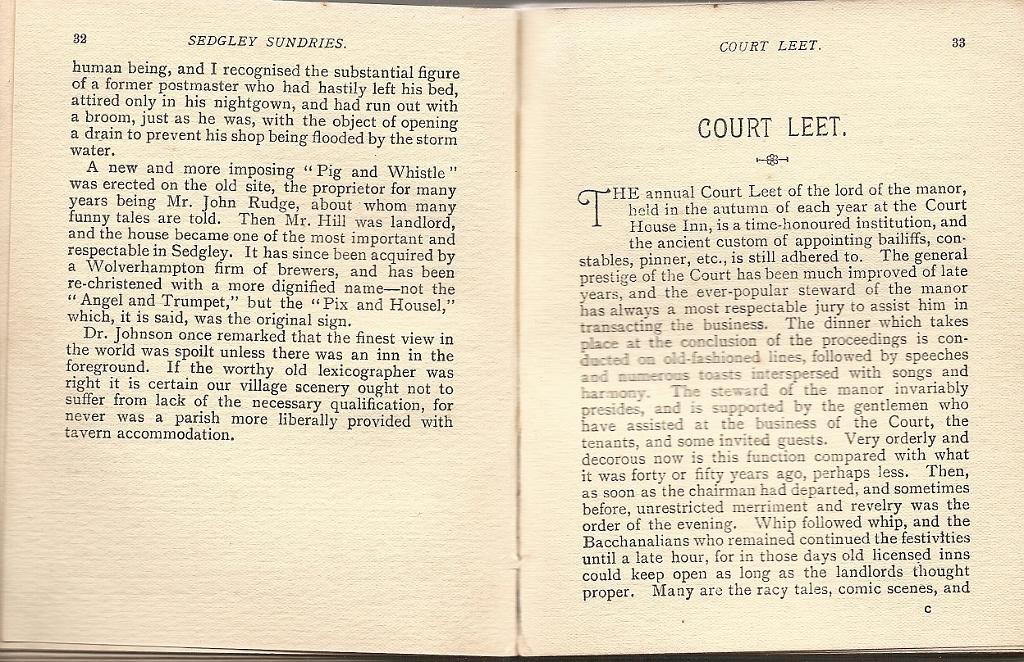 32
SEDGLEY SUNDRIES.
human being, and I recognised the substantial figure
of a former postmaster who had hastily left his bed,
attired only in his nightgown, and had run out with
a broom, just as he was, with the object of opening
a drain to prevent his shop being flooded by the storm
water.
A new and more imposing “Pig and Whistle”
was erected on the old site, the proprietor for many
years being Mr. John Rudge, about whom many
funny tales are told. Then Mr. Hill was landlord,
and the house became one of the most important and
respectable in Sedgley. It has since been acquired by
a Wolverhampton firm of brewers, and has been
re-christened with a more dignified name—not the
“Angel and Trumpet,” but the “Pix and Housel,”
which, it is said, was the original sign.
Dr. Johnson once remarked that the finest view in
the world was spoilt unless there was an inn in the
foreground. If the worthy old lexicographer was
right it is certain our village scenery ought not to
suffer from lack of the necessary qualification, for
never was a parish more liberally provided with
tavern accommodation.
COURT LEET.
33
COURT LEET.
THE annual Court Leet of the lord of the manor,
held in the autumn of each year at the Court
House Inn, is a time-honoured institution, and
the ancient custom of appointing bailiffs, con-
stables, pinner, etc., is still adhered to. The general
prestige of the Court has been much improved of late
years, and the ever-popular steward of the manor
has always a most respectable jury to assist him in
transacting the business. The dinner which takes
place at the conclusion of the proceedings is con-
ducted on old-fashioned lines, followed by speeches
and numerous toasts interspersed with songs and
harmony. The steward of the manor invariably
presides, and is supported by the gentlemen who
have assisted at the business of the Court, the
tenants, and some invited guests. Very orderly and
decorous now is this function compared with what
it was forty or fifty years ago, perhaps less. Then,
as soon as the chairman had departed, and sometimes
before, unrestricted merriment and revelry was the
order of the evening. Whip followed whip, and the
Bacchanalians who remained continued the festivities
until a late hour, for in those days old licensed inns
could keep open as long as the landlords thought
proper. Many are the racy tales, comic scenes, and
C